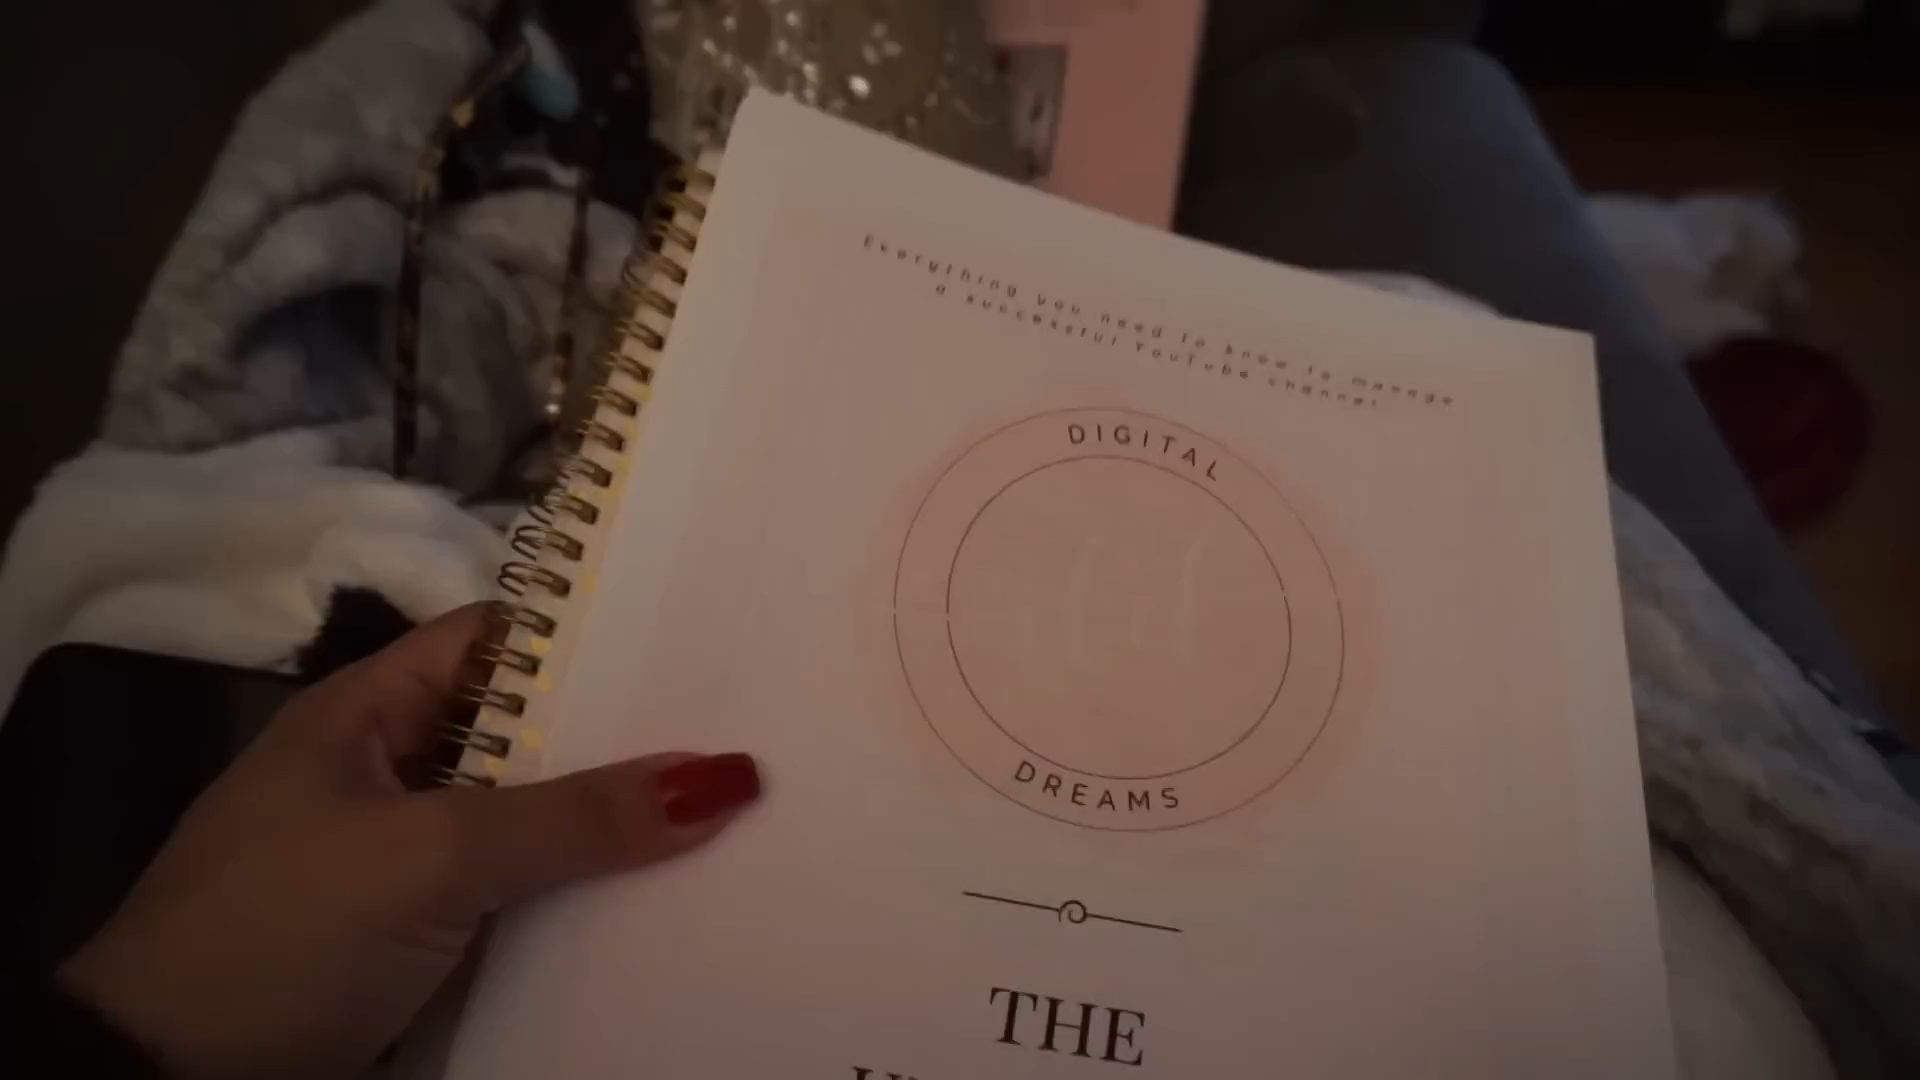 Everything you need to know to manage
a successful YouTube channel
DIGITAL
DREAMS
THE